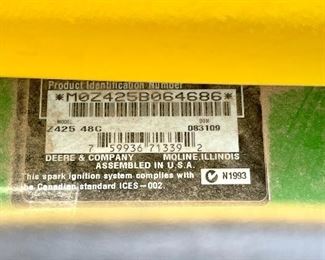 Product Identification Number
*M0Z425B064686*
MODEL DOM
Z425 48C 083109
7 59936 71339 2
DEERE & COMPANY MOLINE, ILLINOIS
ASSEMBLED IN U.S.A.
This spark ignition system complies with
the Canadian standard ICES-002
N1993